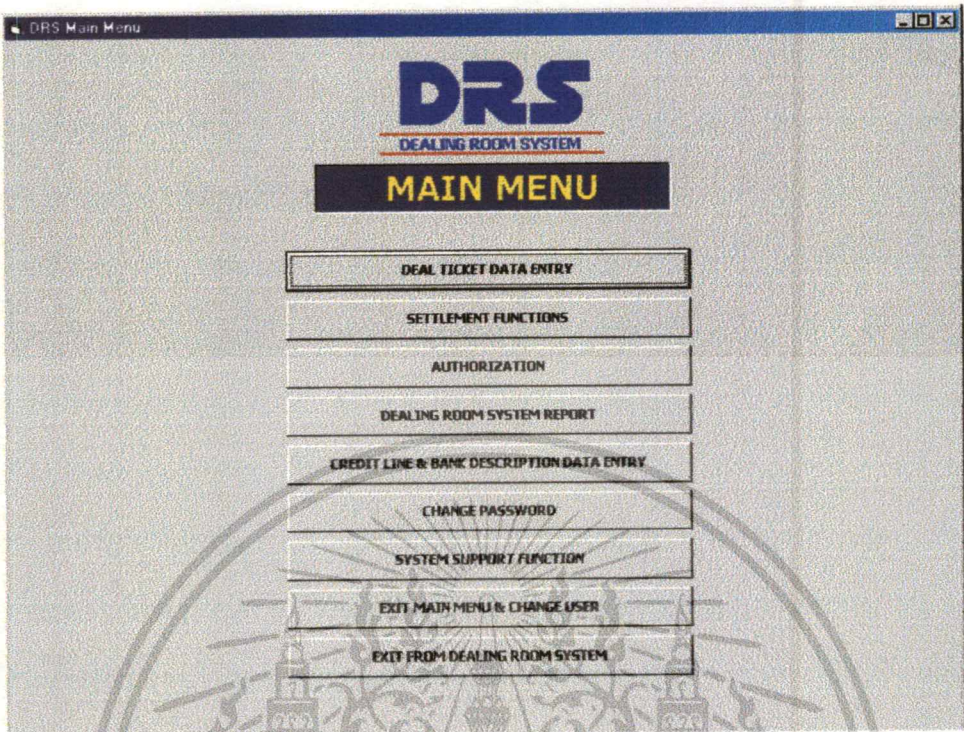 DRS Main Menu
DRS
DEALING ROOM SYSTEM
MAIN MENU
DEAL TICKET DATA ENTRY
SETTLEMENT FUNCTIONS
AUTHORIZATION
DEALING ROOM SYSTEM REPORT
CREDIT LINE & BANK DESCRIPTION DATA ENTRY
CHANGE PASSWORD
SYSTEM SUPPORT FUNCTION
EXIT MAIN MENU & CHANGE USER
EXIT FROM DEALING ROOM SYSTEM